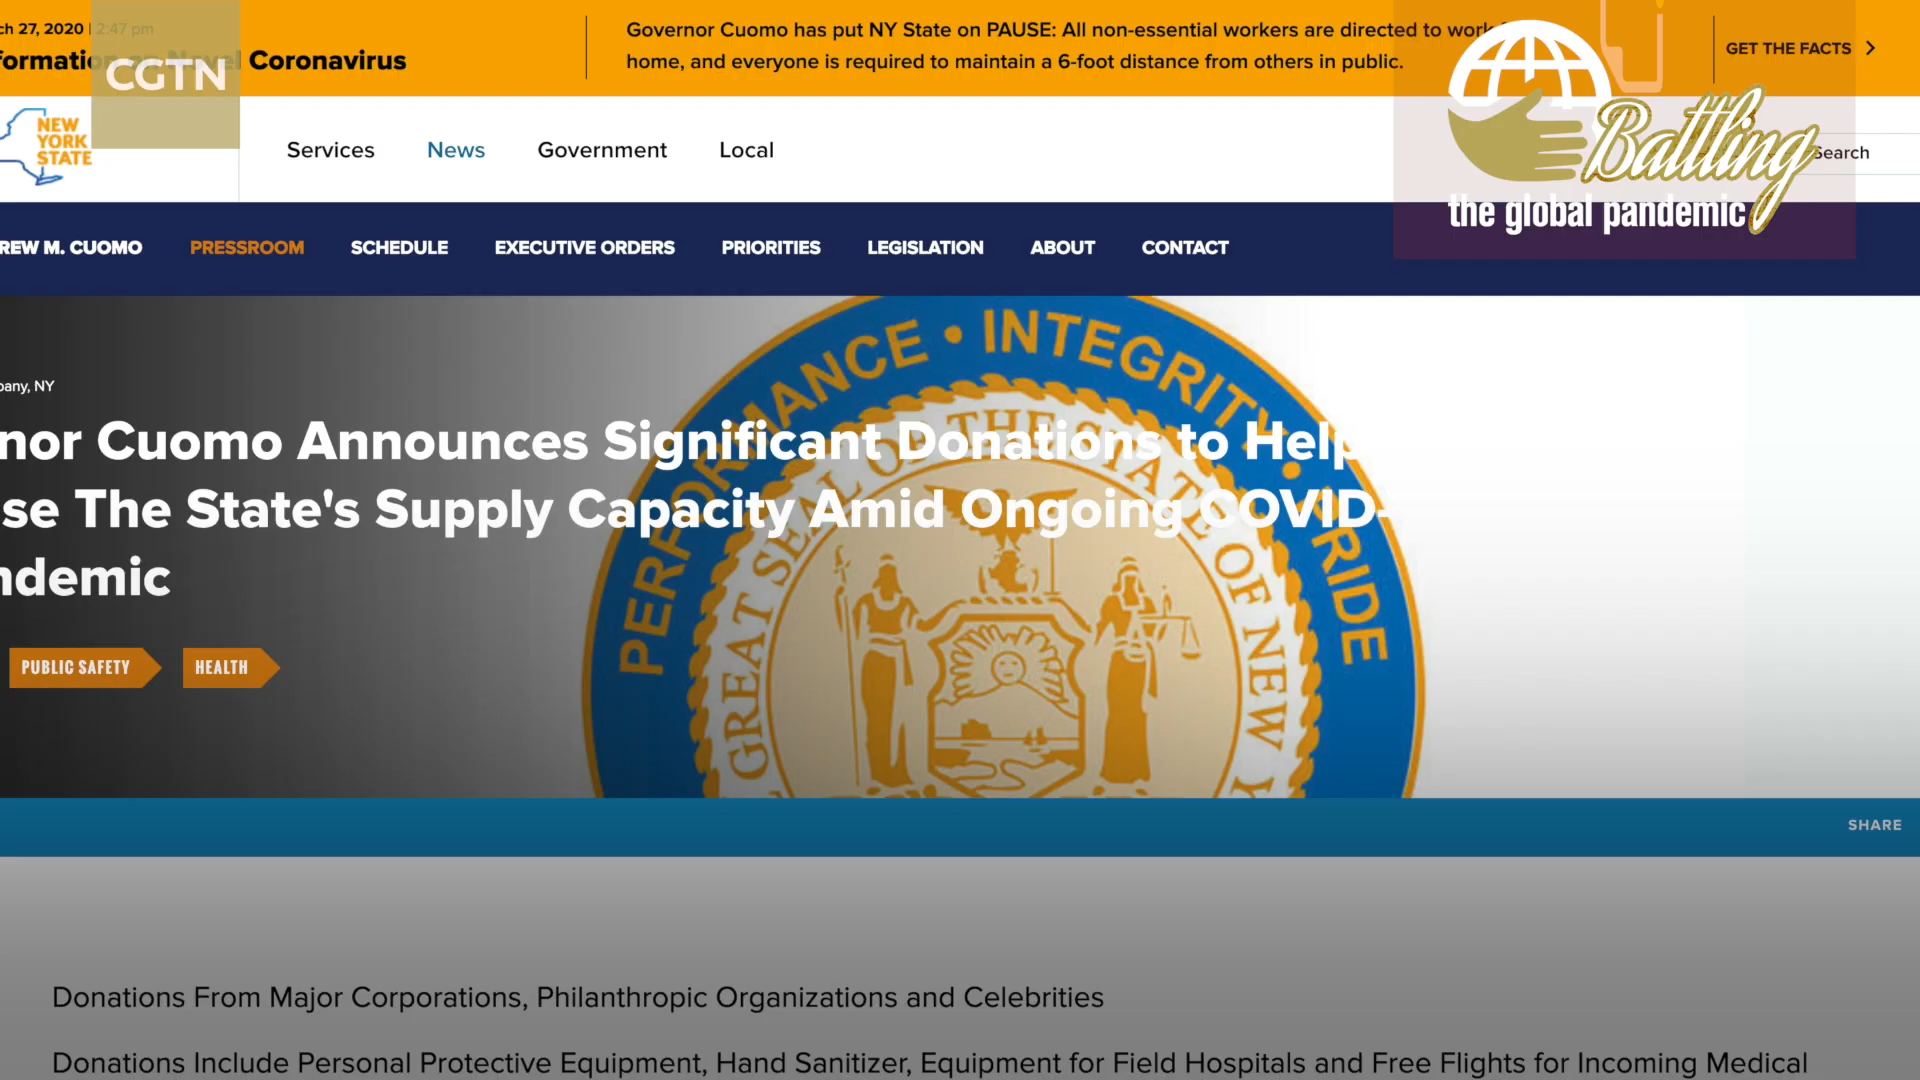 ch 27, 2020 | 2:47 pm
formation on Novel Coronavirus
CGTN
Governor Cuomo has put NY State on PAUSE: All non-essential workers are directed to work
home, and everyone is required to maintain a 6-foot distance from others in public.
GET THE FACTS
Battling
the global pandemic
NEW
YORK
STATE
Services News Government Local
Search
REW M. CUOMO PRESSROOM SCHEDULE EXECUTIVE ORDERS PRIORITIES LEGISLATION ABOUT CONTACT
bany, NY
nor Cuomo Announces Significant Donations to Help
se The State's Supply Capacity Amid Ongoing COVID-
ndemic
PERFORMANCE • INTEGRITY • PRIDE
GREAT SEAL OF THE STATE OF NEW Y
PUBLIC SAFETY
HEALTH
SHARE
Donations From Major Corporations, Philanthropic Organizations and Celebrities
Donations Include Personal Protective Equipment, Hand Sanitizer, Equipment for Field Hospitals and Free Flights for Incoming Medical